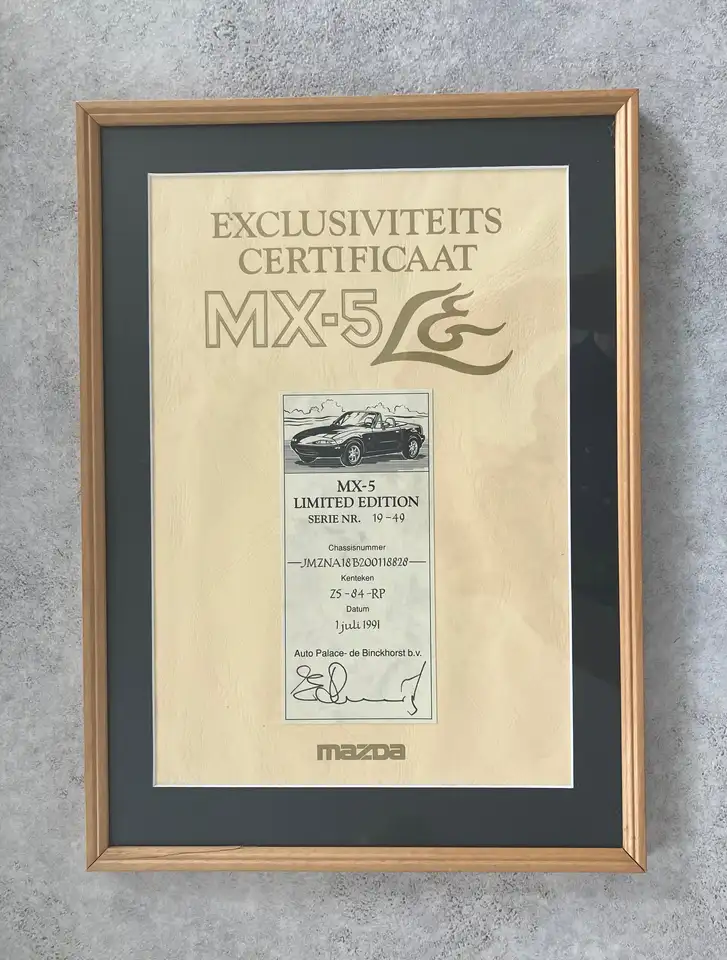 EXCLUSIVITEITS
CERTIFICAAT
MX-5 LE
MX-5
LIMITED EDITION
SERIE NR. 19-49
Chassisnummer
JMZNA18B200118828
Kenteken
ZS-84-RP
Datum
1 juli 1991
Auto Palace- de Binckhorst b.v.
mazda